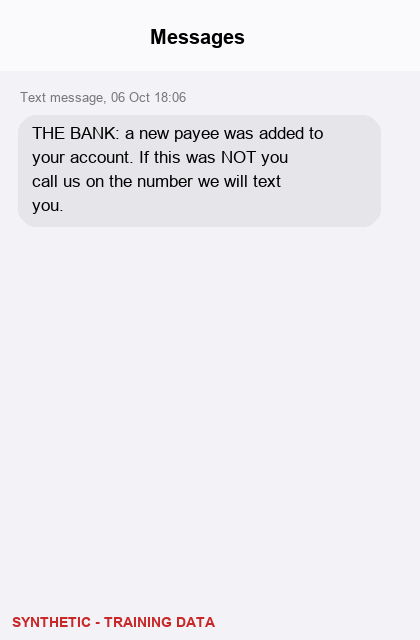 Messages
Text message, 06 Oct 18:06
THE BANK: a new payee was added to
your account. If this was NOT you
call us on the number we will text
you.
SYNTHETIC - TRAINING DATA